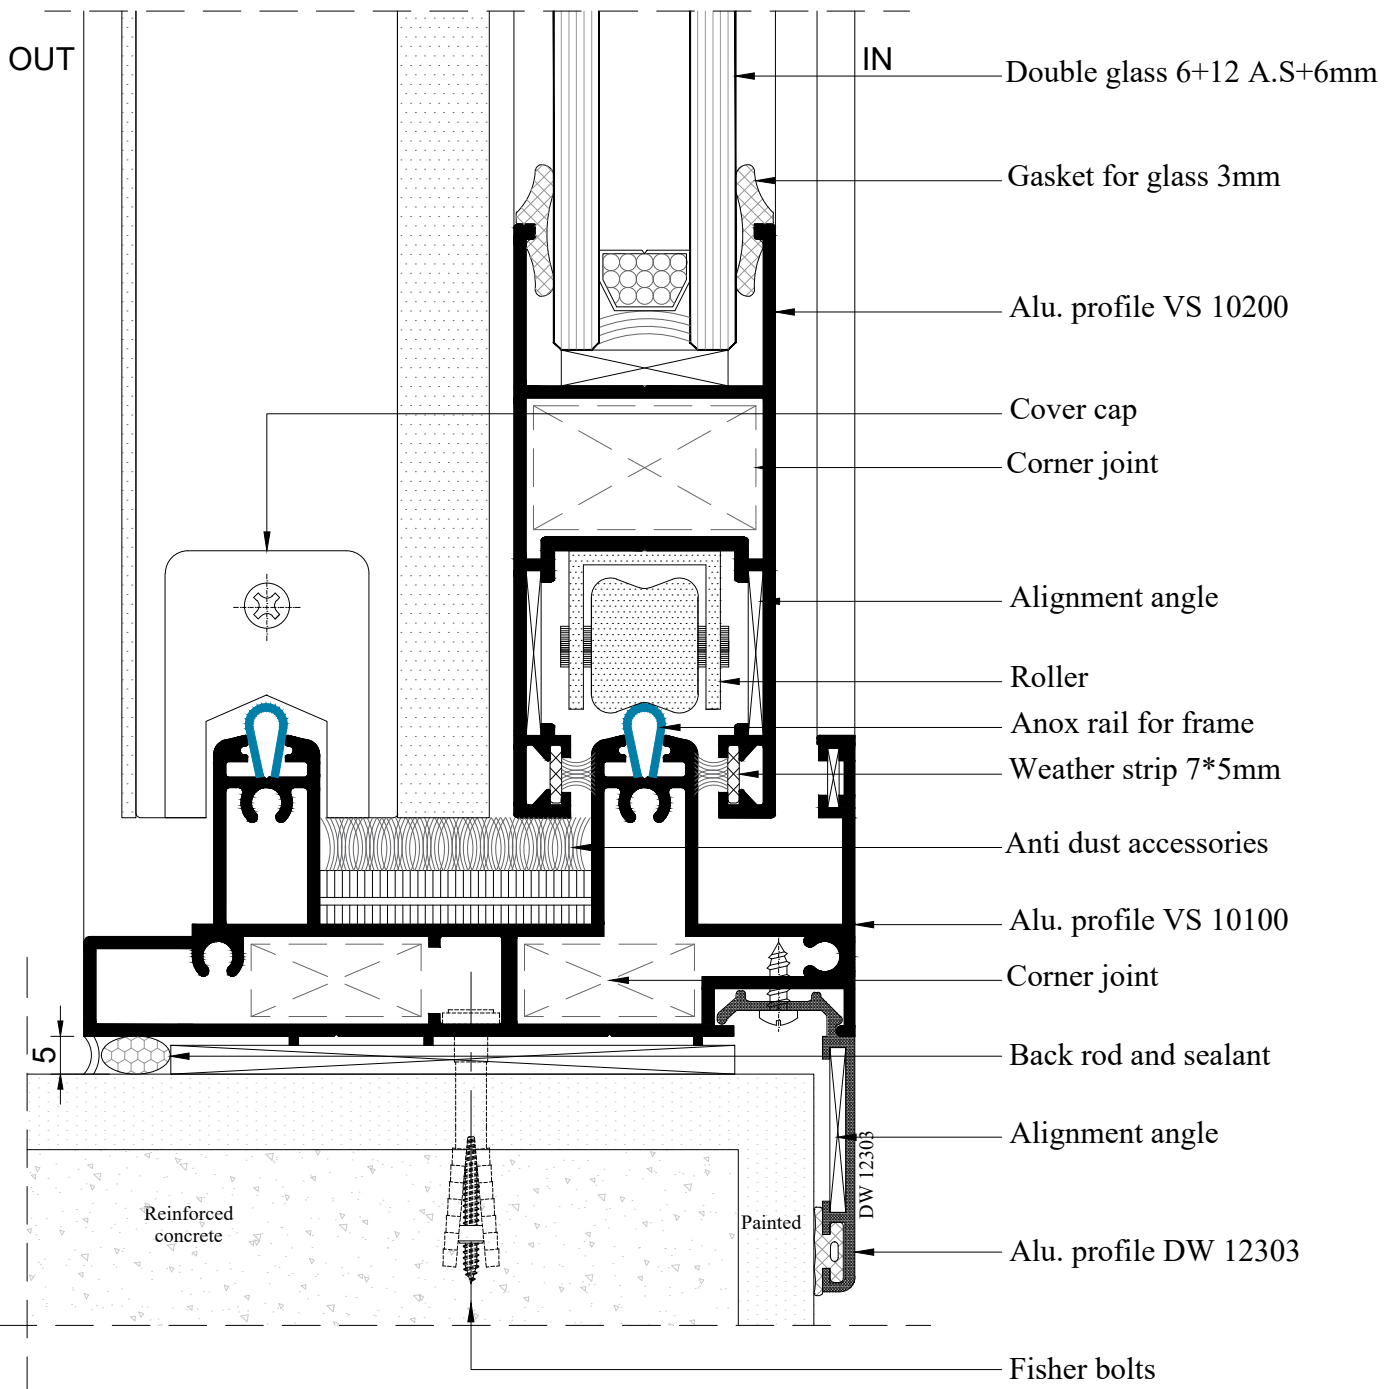 OUT
IN
Double glass 6+12 A.S+6mm
Gasket for glass 3mm
Alu. profile VS 10200
Cover cap
Corner joint
Alignment angle
Roller
Anox rail for frame
Weather strip 7*5mm
Anti dust accessories
Alu. profile VS 10100
Corner joint
5
Back rod and sealant
Alignment angle
DW 12303
Reinforced
concrete
Painted
Alu. profile DW 12303
Fisher bolts